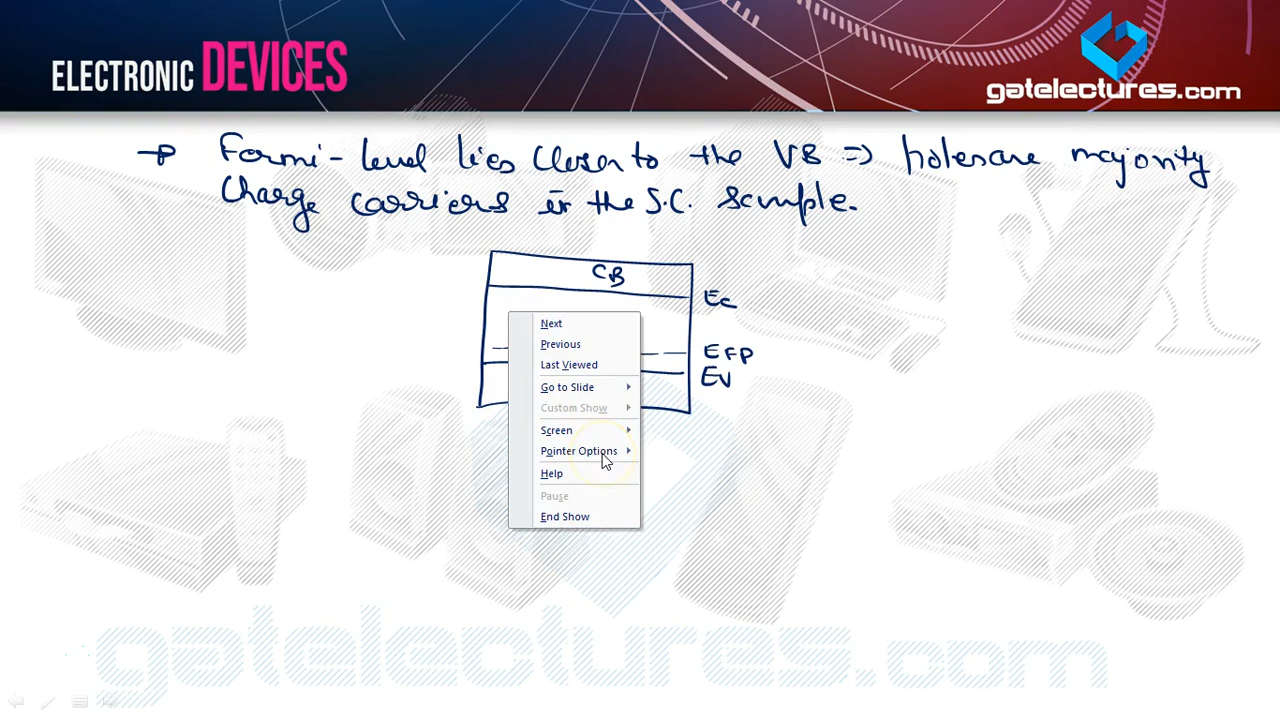 ELECTRONIC DEVICES
gatelectures.com
→ Fermi-level lies closer to the VB => holes are majority
charge carriers in the S.C. sample.
CB
Ec
EFP
EV
Next
Previous
Last Viewed
Go to Slide
Custom Show
Screen
Pointer Options
Help
Pause
End Show
gatelectures.com